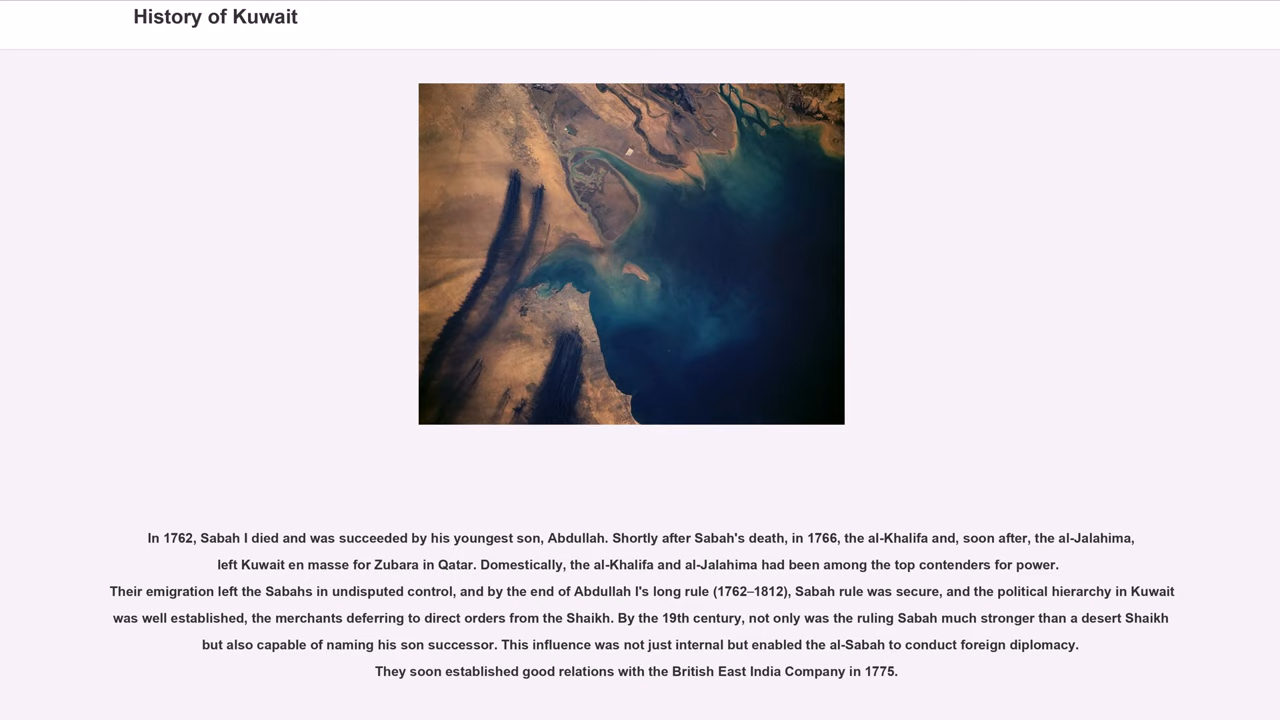 History of Kuwait
In 1762, Sabah I died and was succeeded by his youngest son, Abdullah. Shortly after Sabah's death, in 1766, the al-Khalifa and, soon after, the al-Jalahima,
left Kuwait en masse for Zubara in Qatar. Domestically, the al-Khalifa and al-Jalahima had been among the top contenders for power.
Their emigration left the Sabahs in undisputed control, and by the end of Abdullah I's long rule (1762–1812), Sabah rule was secure, and the political hierarchy in Kuwait
was well established, the merchants deferring to direct orders from the Shaikh. By the 19th century, not only was the ruling Sabah much stronger than a desert Shaikh
but also capable of naming his son successor. This influence was not just internal but enabled the al-Sabah to conduct foreign diplomacy.
They soon established good relations with the British East India Company in 1775.